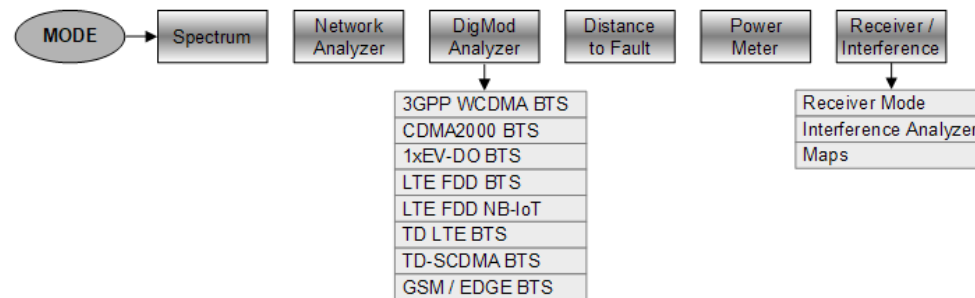 MODE
Spectrum
Network
Analyzer
DigMod
Analyzer
Distance
to Fault
Power
Meter
Receiver /
Interference
3GPP WCDMA BTS
CDMA2000 BTS
1xEV-DO BTS
LTE FDD BTS
LTE FDD NB-IoT
TD LTE BTS
TD-SCDMA BTS
GSM / EDGE BTS
Receiver Mode
Interference Analyzer
Maps